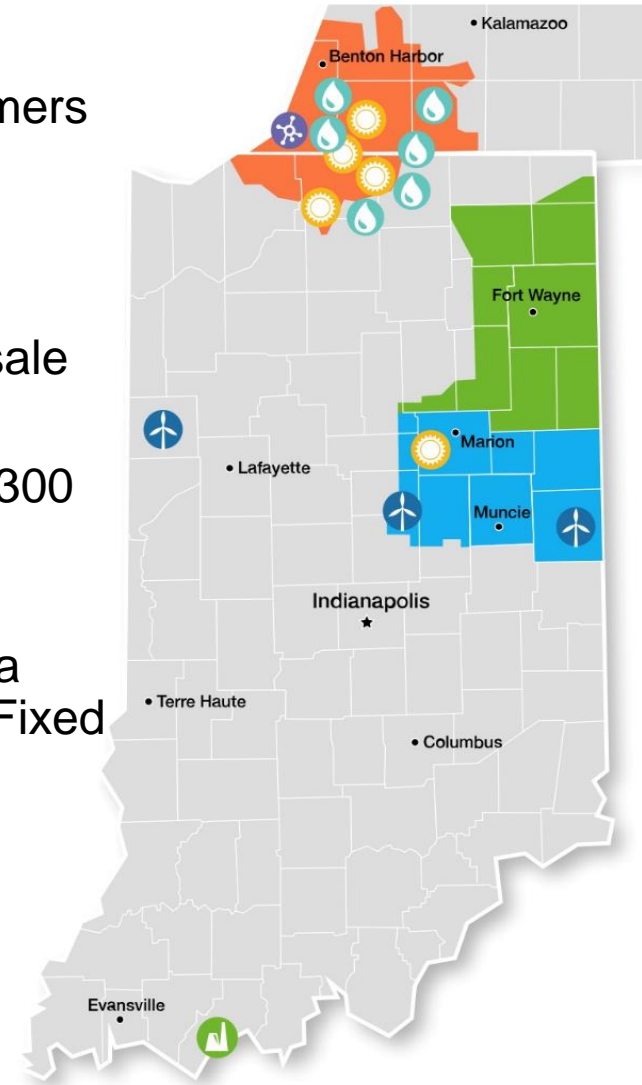 Kalamazoo
Benton Harbor
mers
Fort Wayne
sale
Marion
Lafayette
300
Muncie
Indianapolis
a
Terre Haute
Fixed
Columbus
Evansville